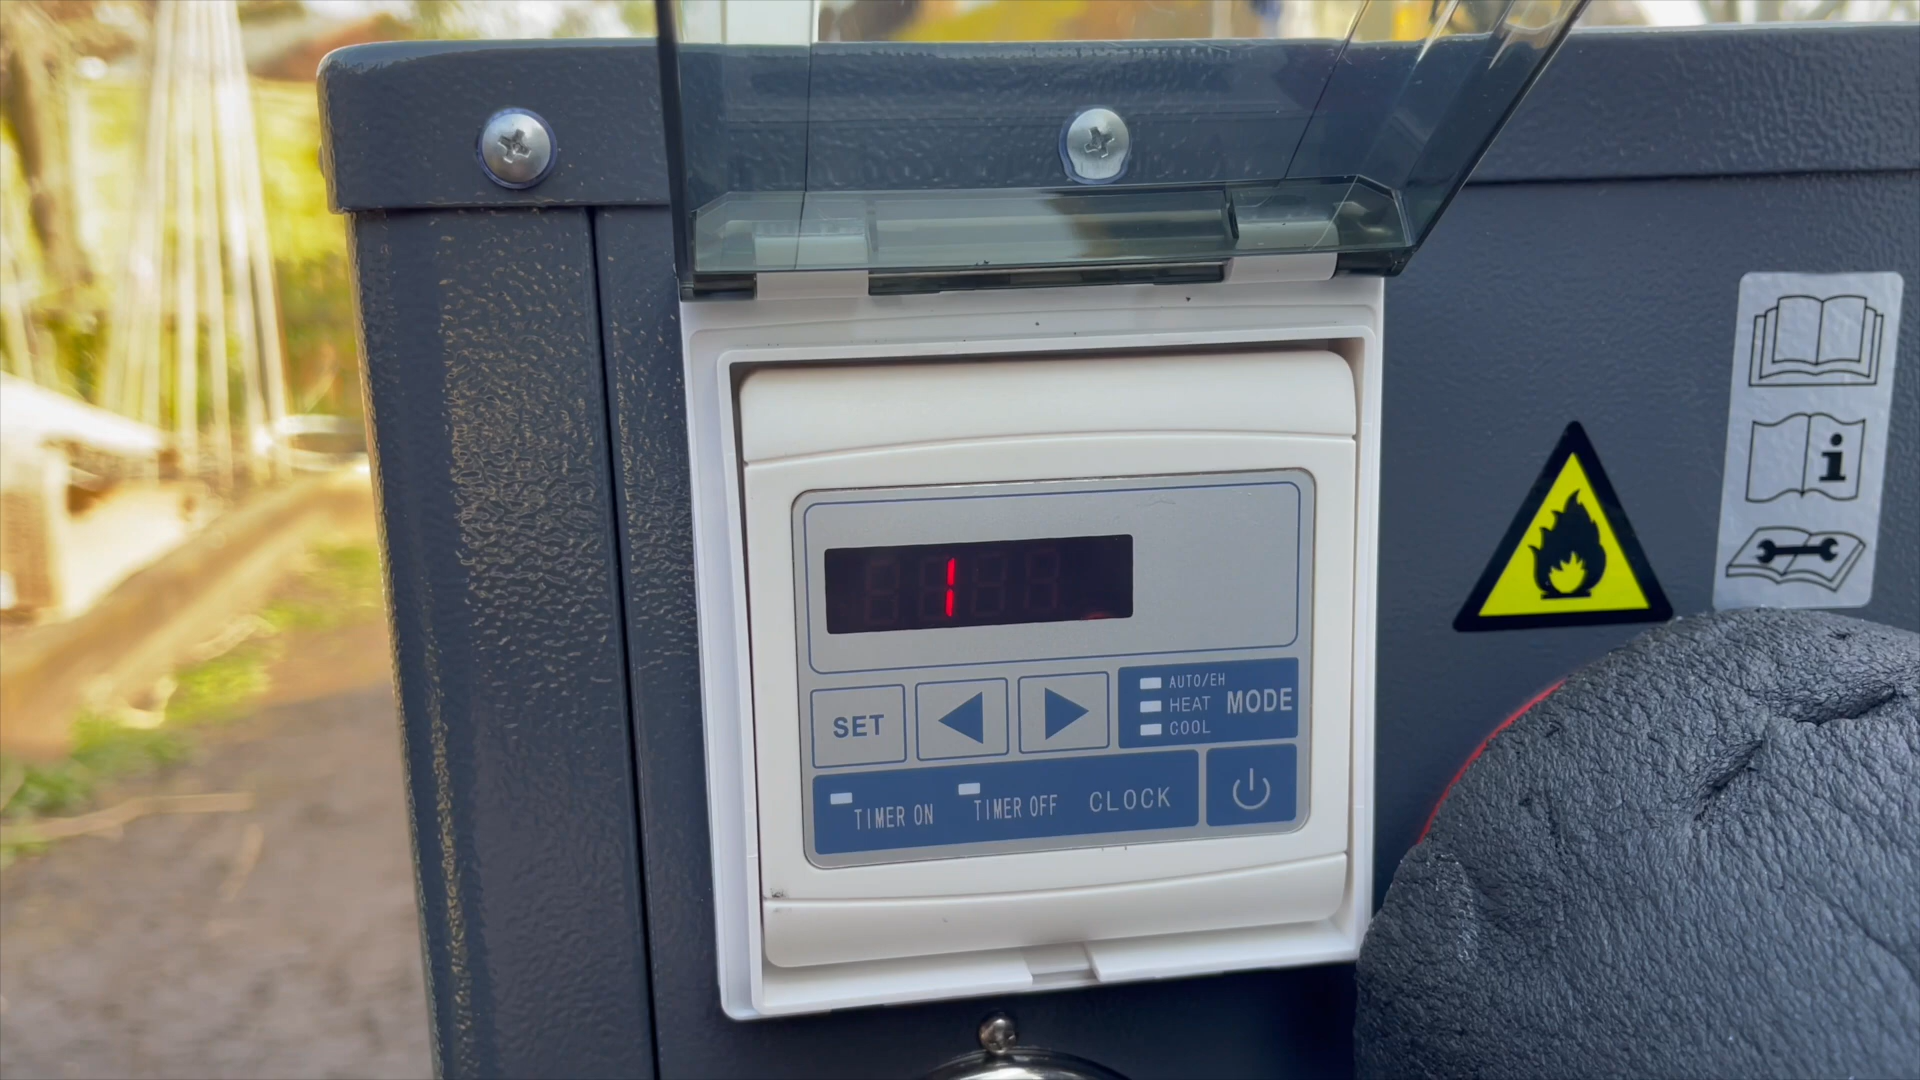 1
SET
AUTO/EH
HEAT
COOL
MODE
TIMER ON
TIMER OFF
CLOCK
i